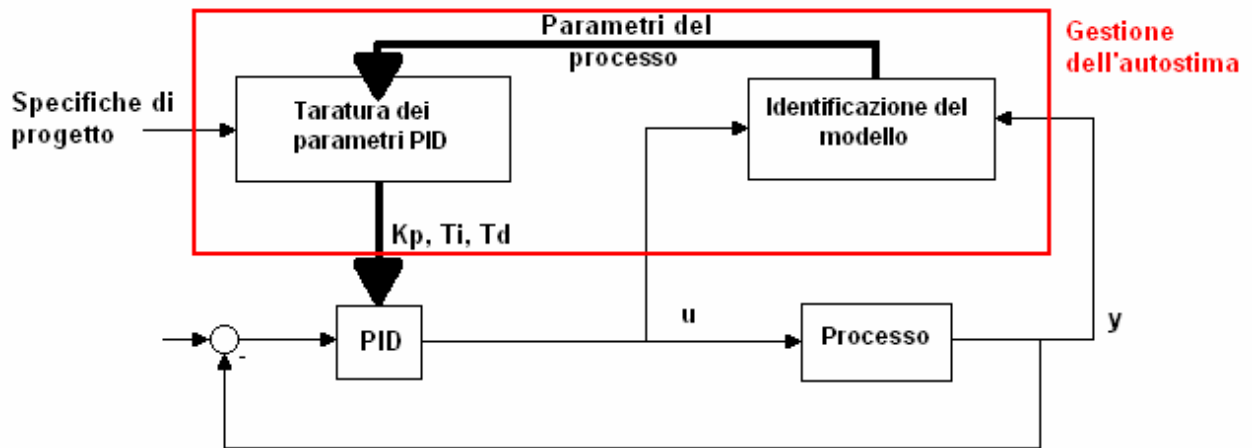 Parametri del
processo
Gestione
dell'autostima
Specifiche di
progetto
Taratura dei
parametri PID
Identificazione del
modello
Kp, Ti, Td
PID
u
Processo
y
-